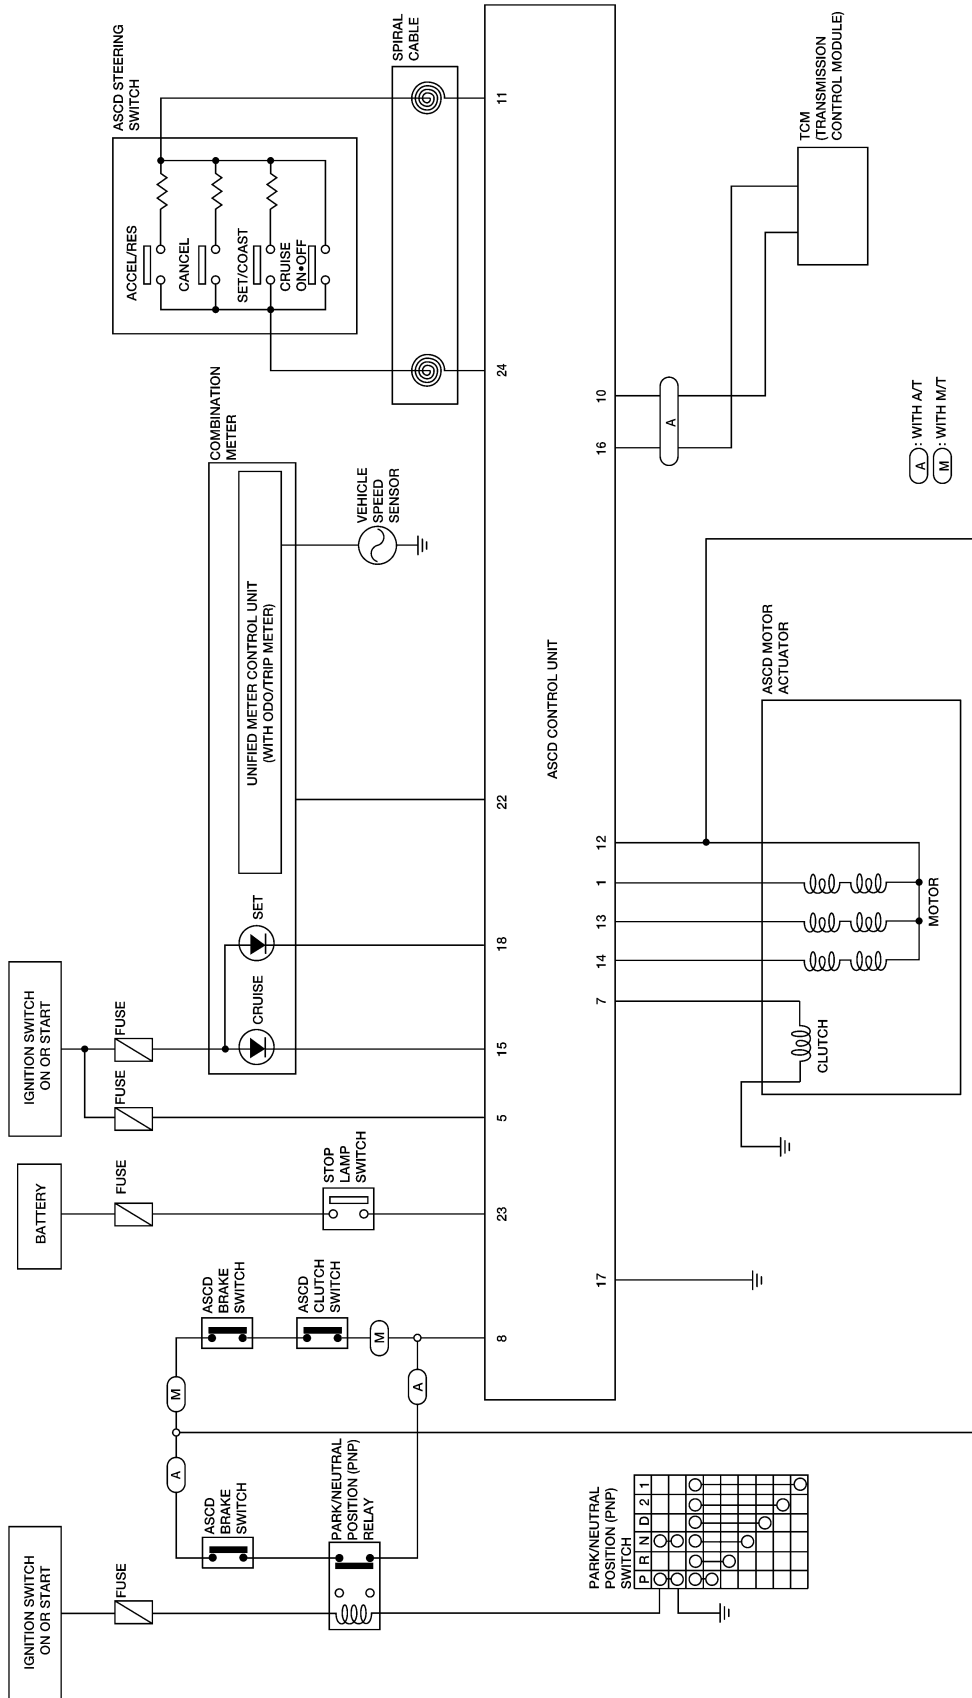 IGNITION SWITCH
ON OR START
FUSE
ASCD
BRAKE
SWITCH
PARK/NEUTRAL
POSITION (PNP)
RELAY
PARK/NEUTRAL
POSITION (PNP)
SWITCH
P
R
N
D
2
1
A
M
ASCD
BRAKE
SWITCH
ASCD
CLUTCH
SWITCH
M
A
8
17
BATTERY
FUSE
STOP
LAMP
SWITCH
23
IGNITION SWITCH
ON OR START
FUSE
FUSE
5
15
CRUISE
SET
18
COMBINATION
METER
UNIFIED METER CONTROL UNIT
(WITH ODO/TRIP METER)
22
VEHICLE
SPEED
SENSOR
ASCD STEERING
SWITCH
ACCEL/RES
CANCEL
SET/COAST
CRUISE
ON•OFF
SPIRAL
CABLE
24
11
ASCD CONTROL UNIT
7
14
13
1
12
16
10
A
ASCD MOTOR
ACTUATOR
CLUTCH
MOTOR
TCM
(TRANSMISSION
CONTROL MODULE)
A : WITH A/T
M : WITH M/T